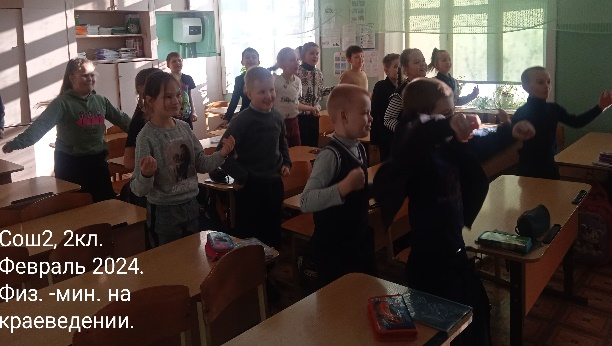 Сош2, 2кл.
Февраль 2024.
Физ. -мин. на
краеведении.